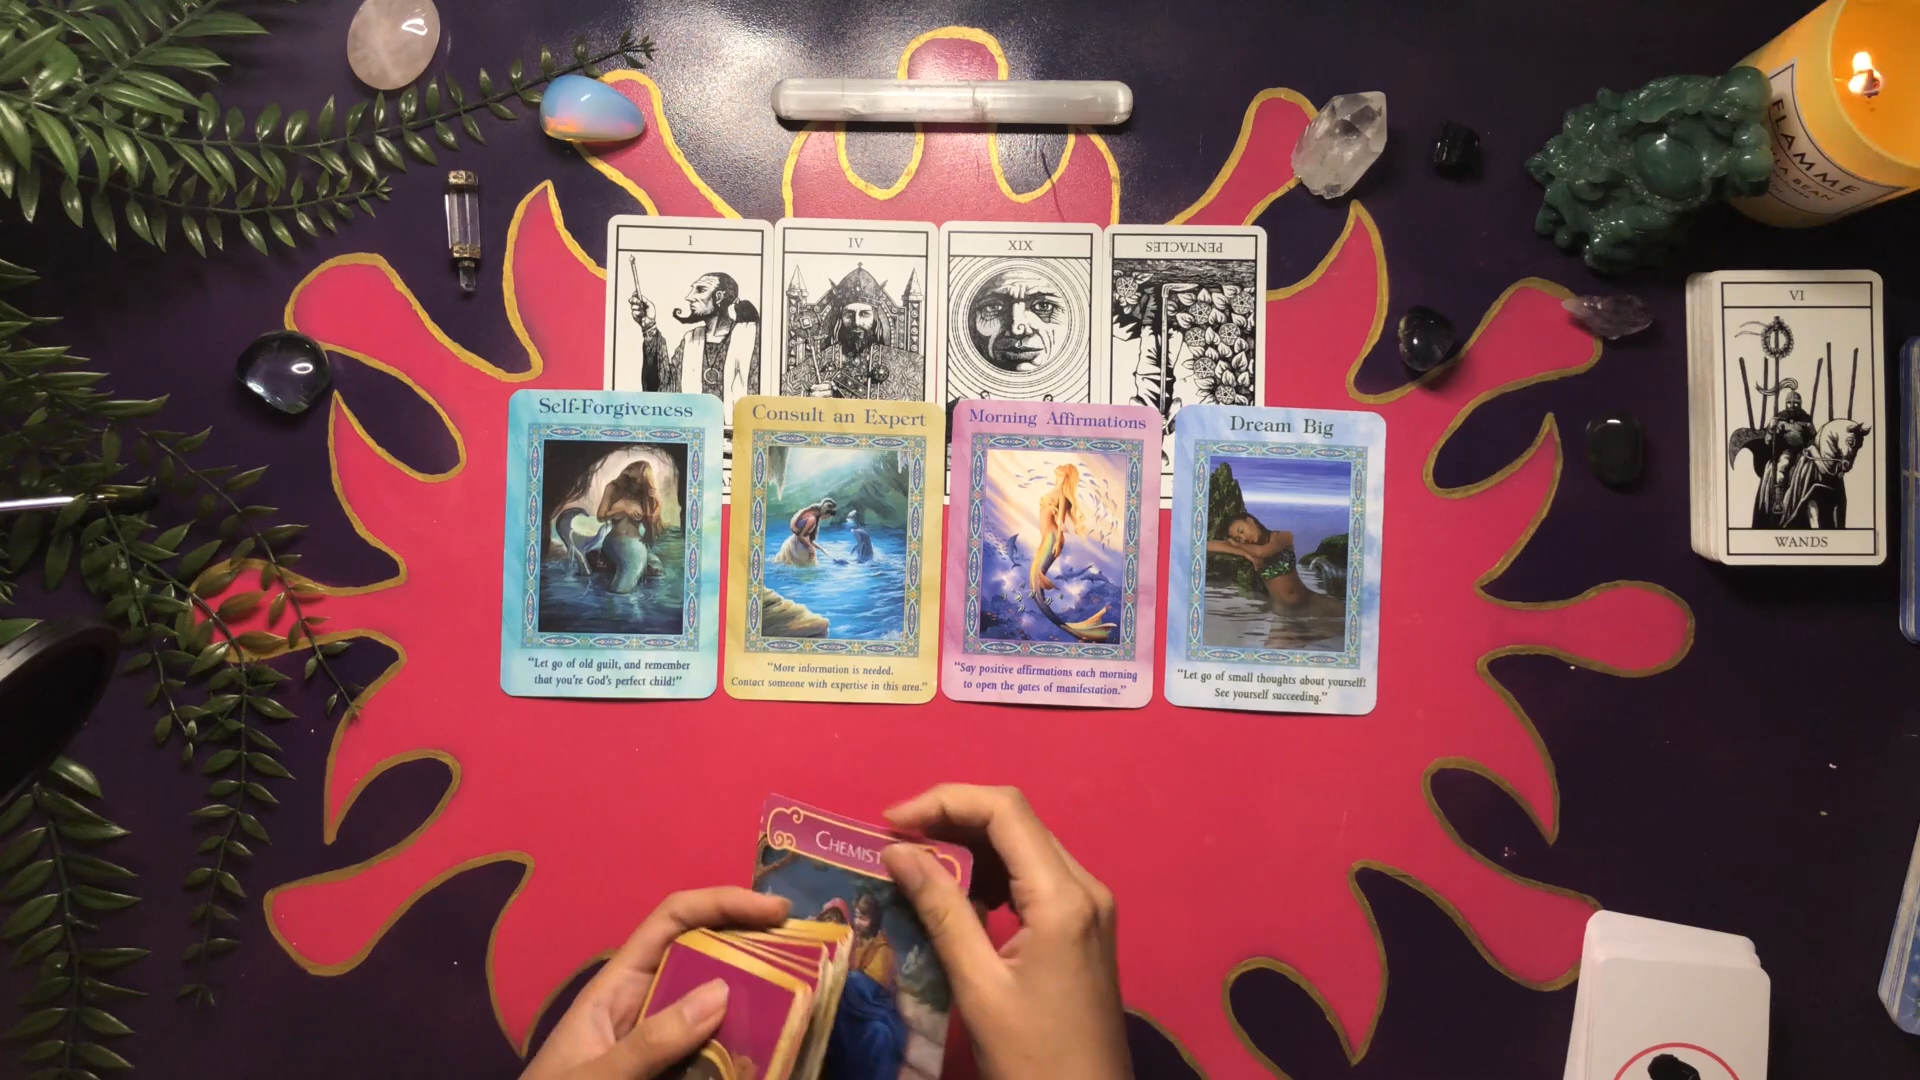 I
IV
XIX
PENTACLES
Self-Forgiveness
"Let go of old guilt, and remember
that you're God's perfect child!"
Consult an Expert
"More information is needed.
Contact someone with expertise in this area."
Morning Affirmations
"Say positive affirmations each morning
to open the gates of manifestation."
Dream Big
"Let go of small thoughts about yourself!
See yourself succeeding."
FLAMME
BEAN
VI
WANDS
CHEMIST